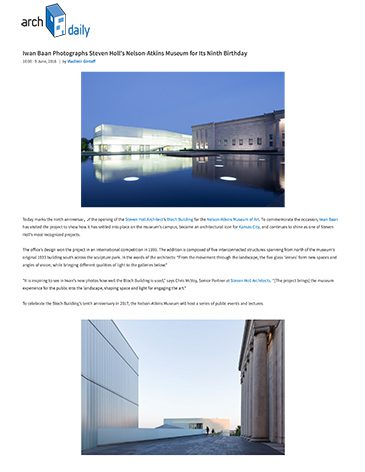 arch
daily
Iwan Baan Photographs Steven Holl's Nelson-Atkins Museum for Its Ninth Birthday
10:00 - 9 June, 2016 | by Vladimir Gintoff
Today marks the ninth anniversary of the opening of the Steven Holl Architects Bloch Building for the Nelson-Atkins Museum of Art. To commemorate the occasion, Iwan Baan
has visited the project to show how it has settled into place on the museum's campus, become an architectural icon for Kansas City, and continues to shine as one of Steven
Holl's most recognized projects.
The office's design won the project in an international competition in 1999. The addition is composed of five interconnected structures spanning from north of the museum's
original 1933 building south across the sculpture park. In the words of the architects "From the movement through the landscape, the five glass 'lenses' form new spaces and
angles of vision, while bringing different qualities of light to the galleries below."
"It is inspiring to see in Iwan's new photos how well the Bloch Building is used," says Chris McVoy, Senior Partner at Steven Holl Architects. "[The project brings] the museum
experience for the public into the landscape, shaping space and light for engaging the art."
To celebrate the Bloch Building's tenth anniversary in 2017, the Nelson-Atkins Museum will host a series of public events and lectures.